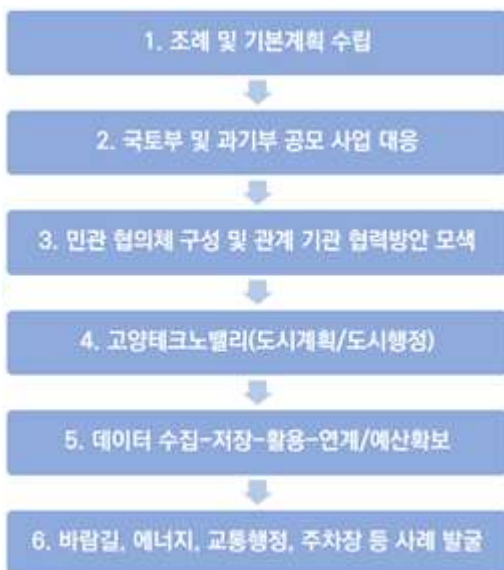 1. 조례 및 기본계획 수립
2. 국토부 및 과기부 공모 사업 대응
3. 민관 협의체 구성 및 관계 기관 협력방안 모색
4. 고양테크노밸리(도시계획/도시행정)
5. 데이터 수집-저장-활용-연계/예산확보
6. 바람길, 에너지, 교통행정, 주차장 등 사례 발굴